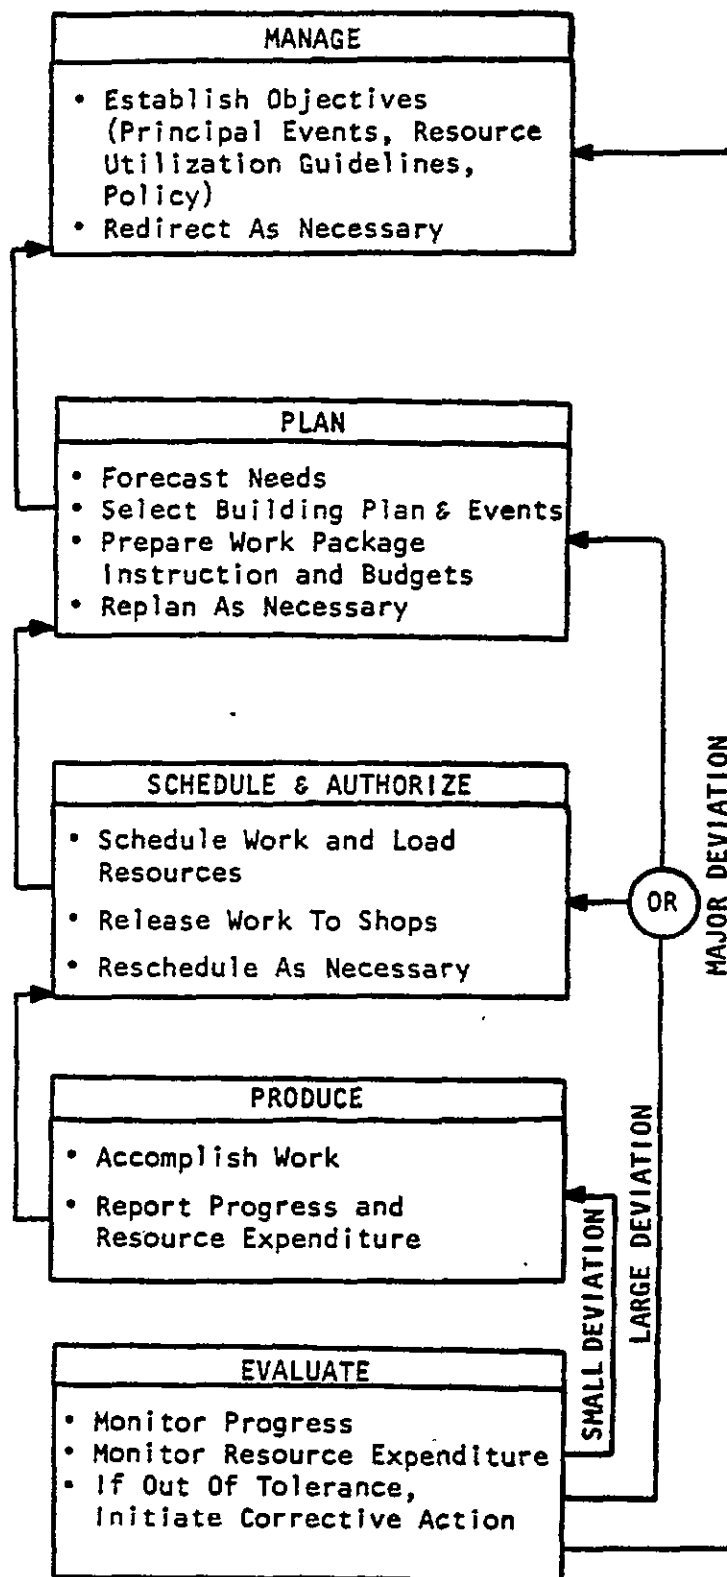 MANAGE
• Establish Objectives
(Principal Events, Resource
Utilization Guidelines,
Policy)
• Redirect As Necessary
PLAN
• Forecast Needs
• Select Building Plan & Events
• Prepare Work Package
Instruction and Budgets
• Replan As Necessary
SCHEDULE & AUTHORIZE
• Schedule Work and Load
Resources
• Release Work To Shops
• Reschedule As Necessary
OR
MAJOR DEVIATION
PRODUCE
• Accomplish Work
• Report Progress and
Resource Expenditure
SMALL DEVIATION
LARGE DEVIATION
EVALUATE
• Monitor Progress
• Monitor Resource Expenditure
• If Out Of Tolerance,
Initiate Corrective Action